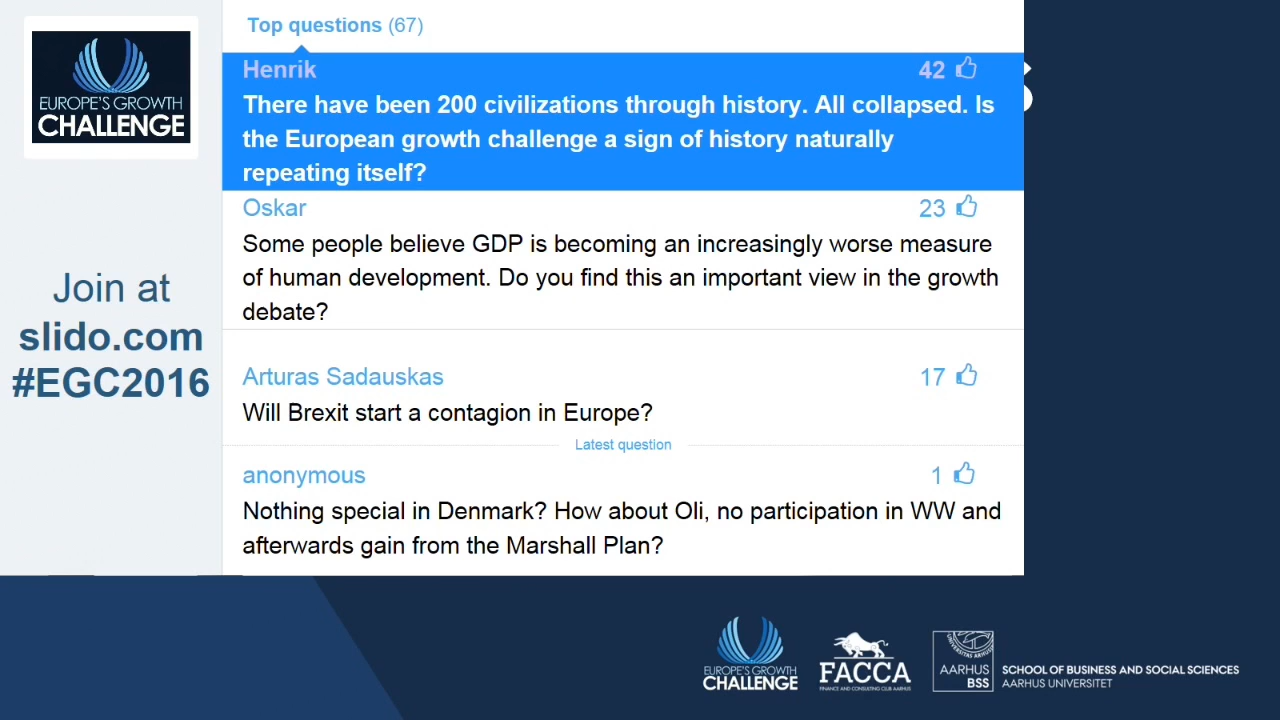 EUROPE'S GROWTH
CHALLENGE
Join at
slido.com
#EGC2016
Top questions (67)
Henrik 42
There have been 200 civilizations through history. All collapsed. Is
the European growth challenge a sign of history naturally
repeating itself?
Oskar 23
Some people believe GDP is becoming an increasingly worse measure
of human development. Do you find this an important view in the growth
debate?
Arturas Sadauskas 17
Will Brexit start a contagion in Europe?
Latest question
anonymous 1
Nothing special in Denmark? How about Oli, no participation in WW and
afterwards gain from the Marshall Plan?
EUROPE'S GROWTH
CHALLENGE
FACCA
FINANCE AND CONSULTING CLUB AARHUS
AARHUS
BSS
SCHOOL OF BUSINESS AND SOCIAL SCIENCES
AARHUS UNIVERSITET